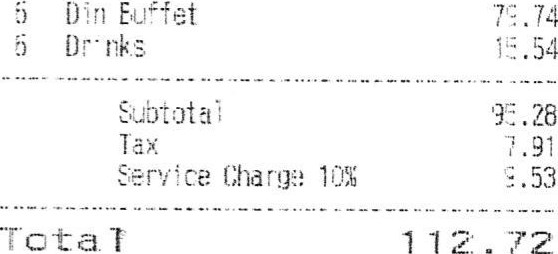 6 Din Buffet 79.74
6 Drinks 15.54
Subtotal 95.28
Tax 7.91
Service Charge 10% 9.53
Total 112.72